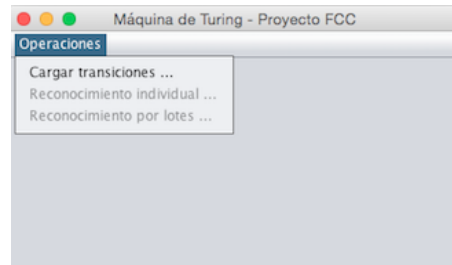 Máquina de Turing - Proyecto FCC
Operaciones
Cargar transiciones ...
Reconocimiento individual ...
Reconocimiento por lotes ...